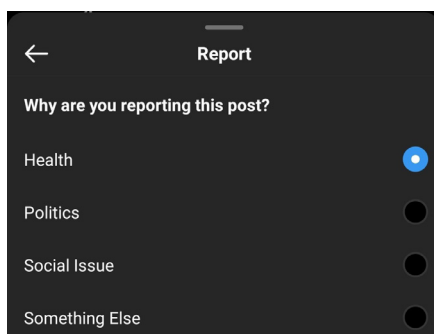 Report
Why are you reporting this post?
Health
Politics
Social Issue
Something Else